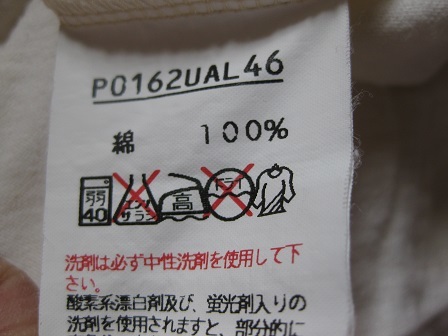 P0162UAL46
綿 100%
弱 40 エンソ サラシ 高 ドライ
洗剤は必ず中性洗剤を使用して下
さい。
酸素系漂白剤及び、蛍光剤入りの
洗剤を使用されますと、部分的に